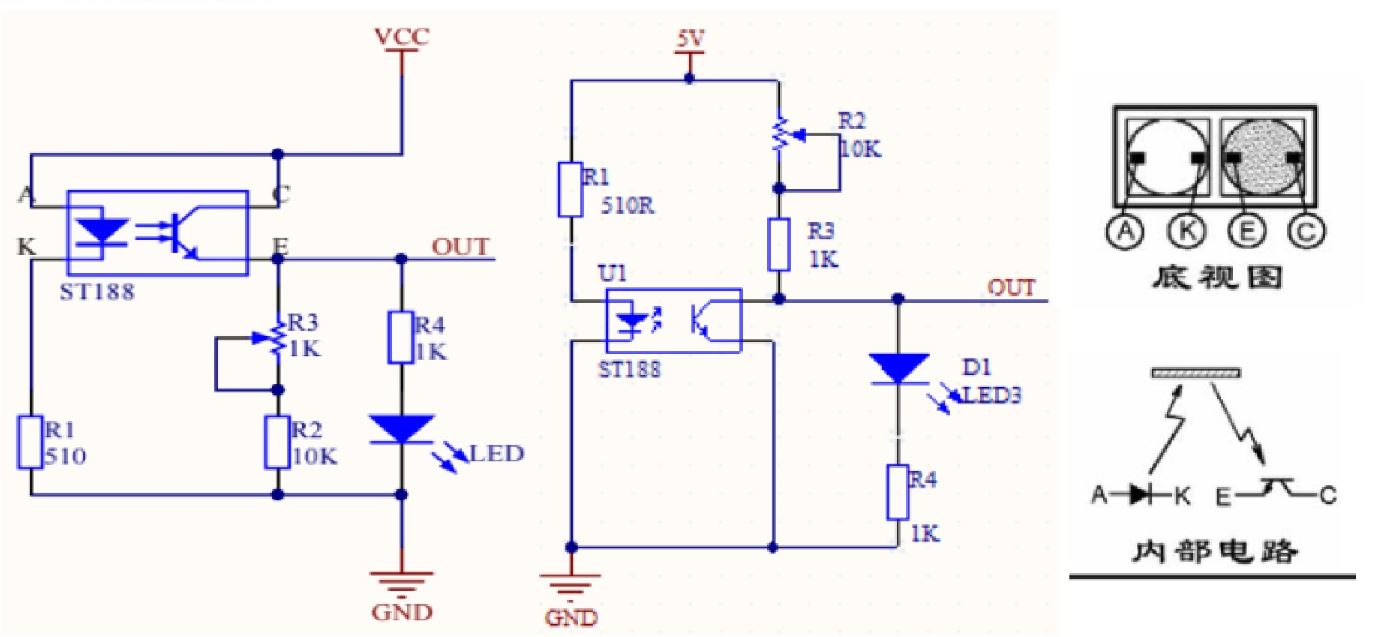 VCC
A
C
K
E
OUT
ST188
R3
1K
R4
1K
R1
510
R2
10K
LED
GND
5V
R2
10K
R1
510R
R3
1K
U1
OUT
ST188
D1
LED3
R4
1K
GND
A K E C
底视图
A K E C
内部电路